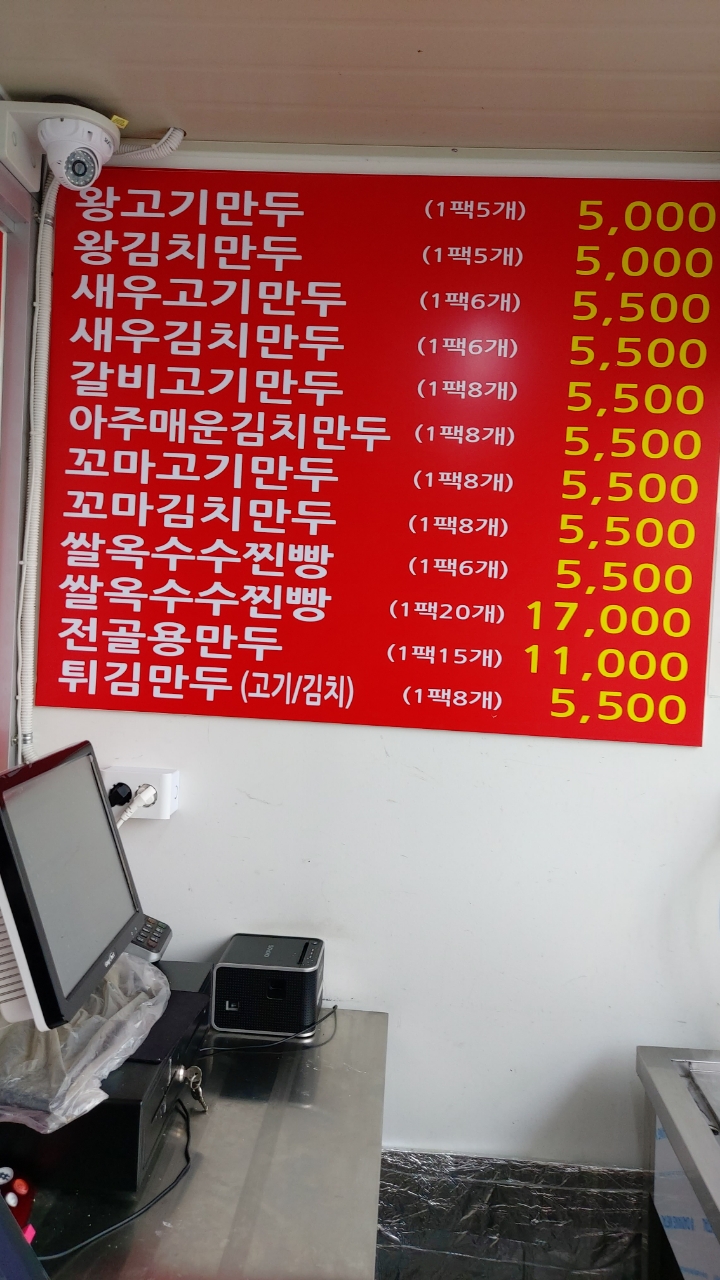 왕고기만두 (1팩5개) 5,000
왕김치만두 (1팩5개) 5,000
새우고기만두 (1팩6개) 5,500
새우김치만두 (1팩6개) 5,500
갈비고기만두 (1팩8개) 5,500
아주매운김치만두 (1팩8개) 5,500
꼬마고기만두 (1팩8개) 5,500
꼬마김치만두 (1팩8개) 5,500
쌀옥수수찐빵 (1팩6개) 5,500
쌀옥수수찐빵 (1팩20개) 17,000
전골용만두 (1팩15개) 11,000
튀김만두 (고기/김치) (1팩8개) 5,500